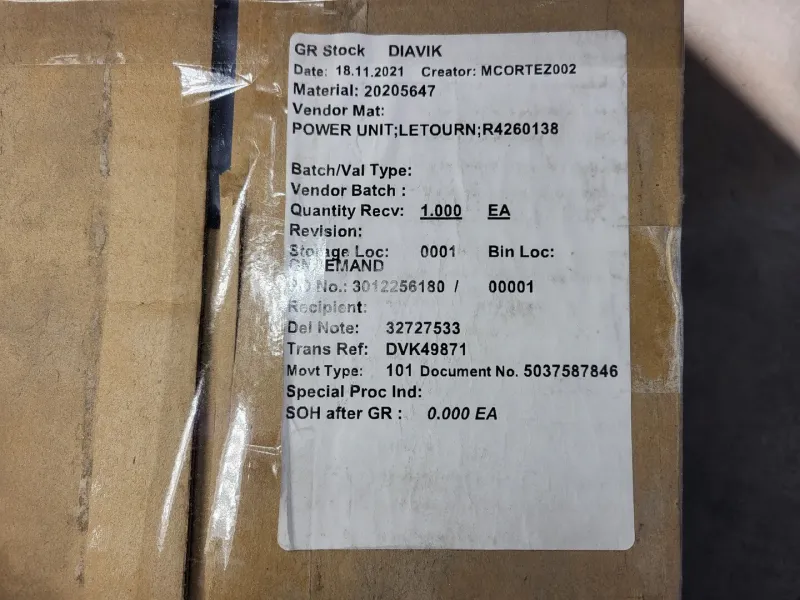 GR Stock DIAVIK
Date: 18.11.2021 Creator: MCORTEZ002
Material: 20205647
Vendor Mat:
POWER UNIT;LETOURN;R4260138
Batch/Val Type:
Vendor Batch :
Quantity Recv: 1.000 EA
Revision:
Storage Loc: 0001 Bin Loc:
ONDEMAND
PO No.: 3012256180 / 00001
Recipient:
Del Note: 32727533
Trans Ref: DVK49871
Movt Type: 101 Document No. 5037587846
Special Proc Ind:
SOH after GR : 0.000 EA